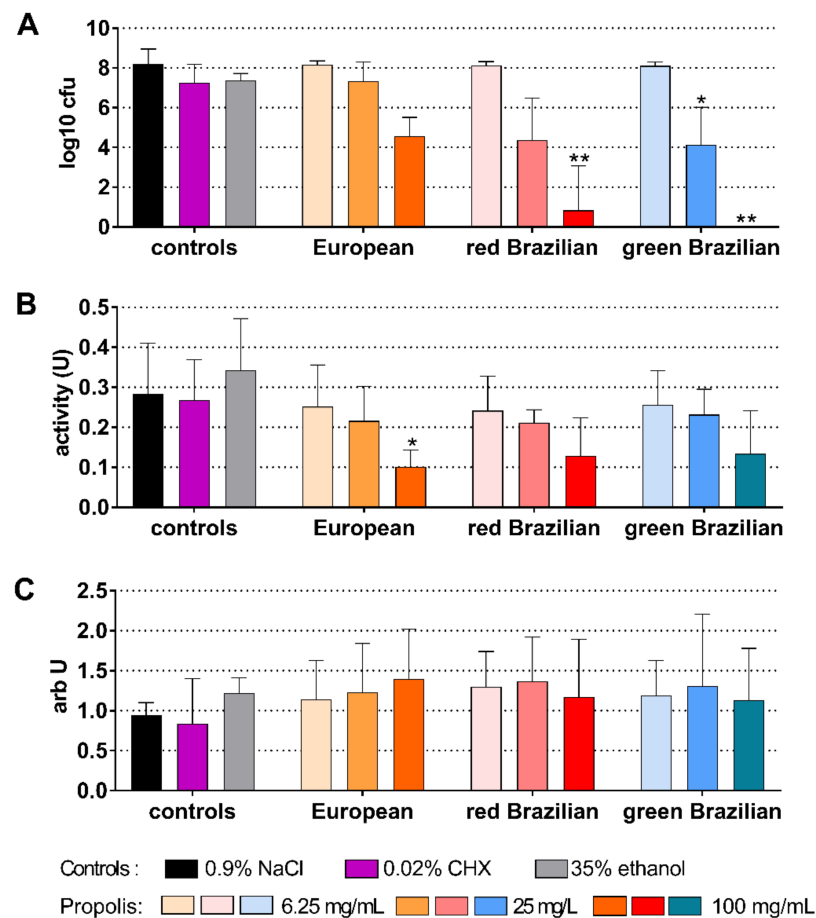 A
10
8
6
4
2
0
log10 cfu
**
*
**
controls European red Brazilian green Brazilian
B
0.5
0.4
0.3
0.2
0.1
0.0
activity (U)
*
controls European red Brazilian green Brazilian
C
2.5
2.0
1.5
1.0
0.5
0.0
arb U
controls European red Brazilian green Brazilian
Controls : 0.9% NaCl 0.02% CHX 35% ethanol
Propolis: 6.25 mg/mL 25 mg/L 100 mg/mL